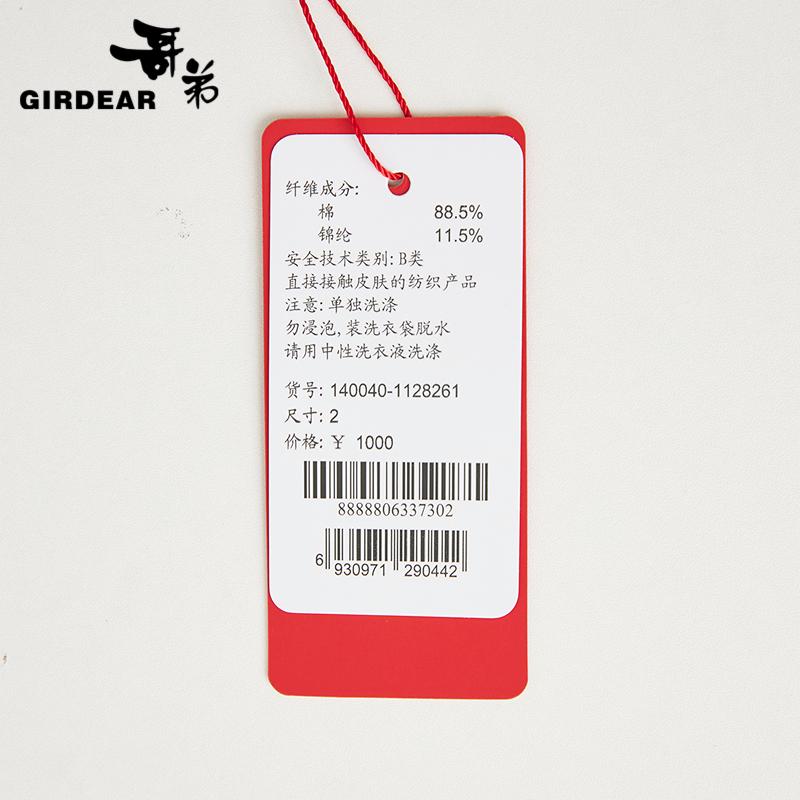 哥弟
GIRDEAR
纤维成分:
棉 88.5%
锦纶 11.5%
安全技术类别: B类
直接接触皮肤的纺织产品
注意: 单独洗涤
勿浸泡, 装洗衣袋脱水
请用中性洗衣液洗涤
货号: 140040-1128261
尺寸: 2
价格: ¥ 1000
8888806337302
6 930971 290442